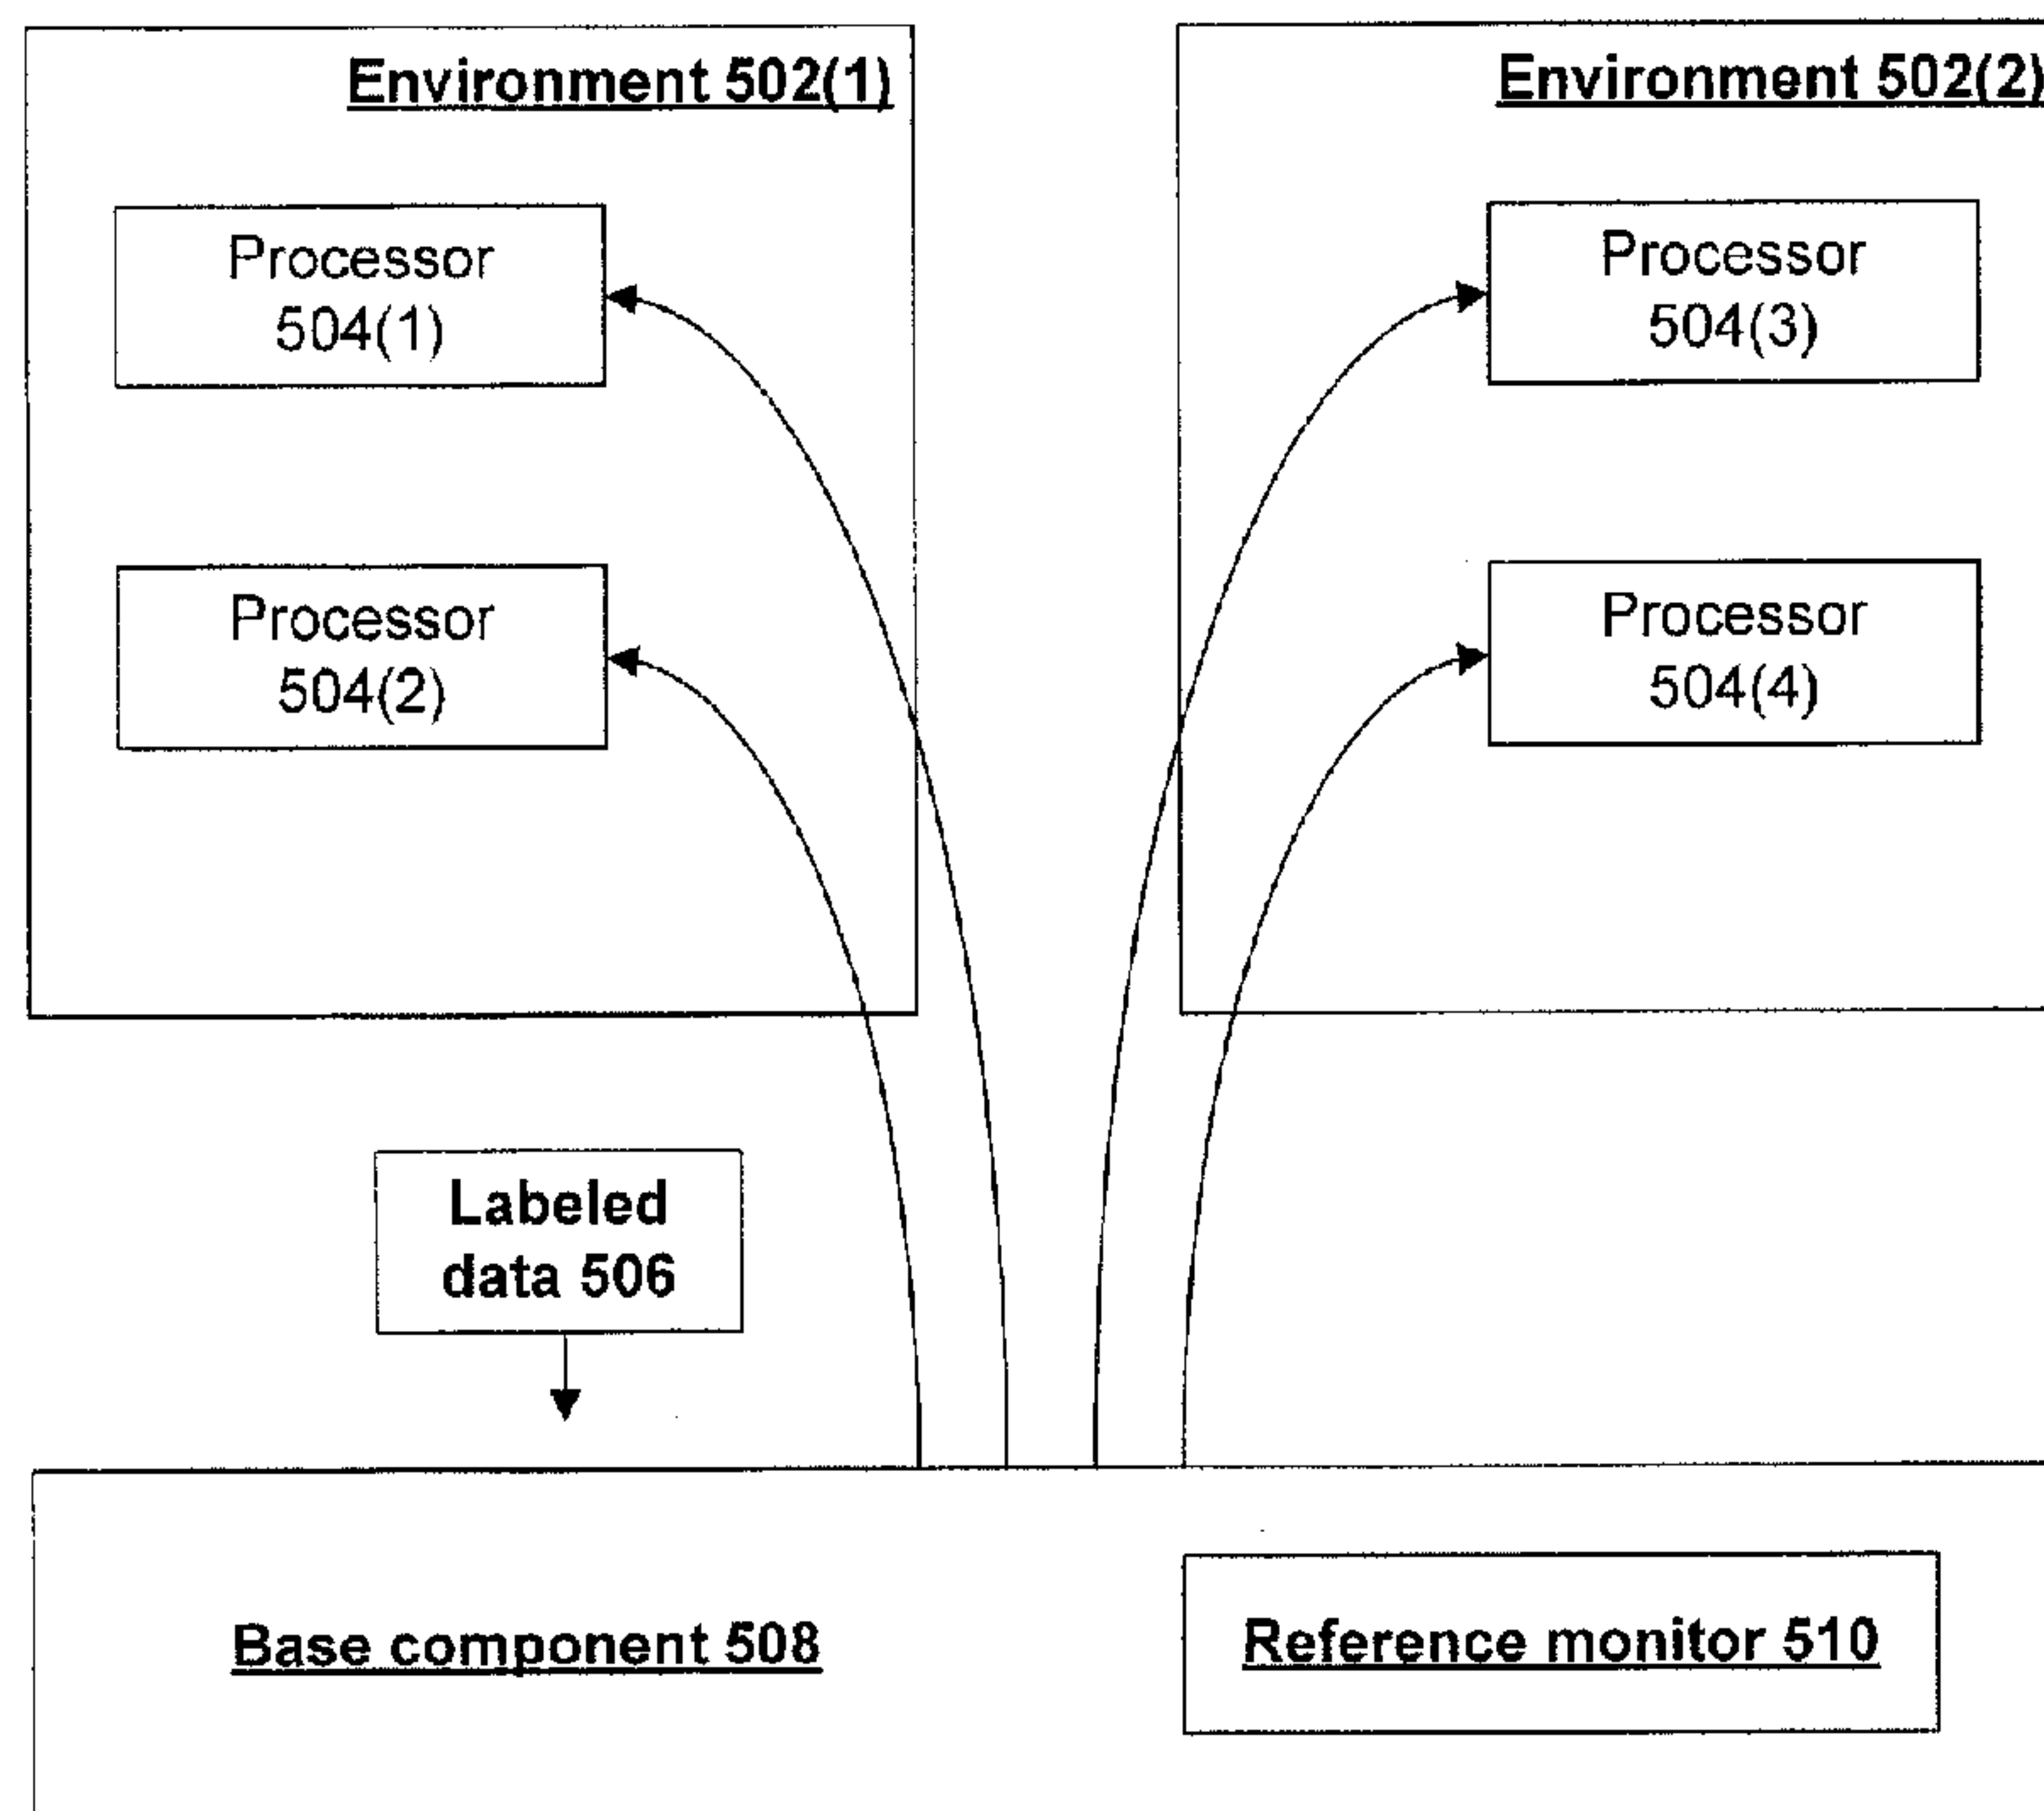 Environment 502(1)
Environment 502(2)
Processor
504(1)
Processor
504(3)
Processor
504(2)
Processor
504(4)
Labeled
data 506
Base component 508
Reference monitor 510